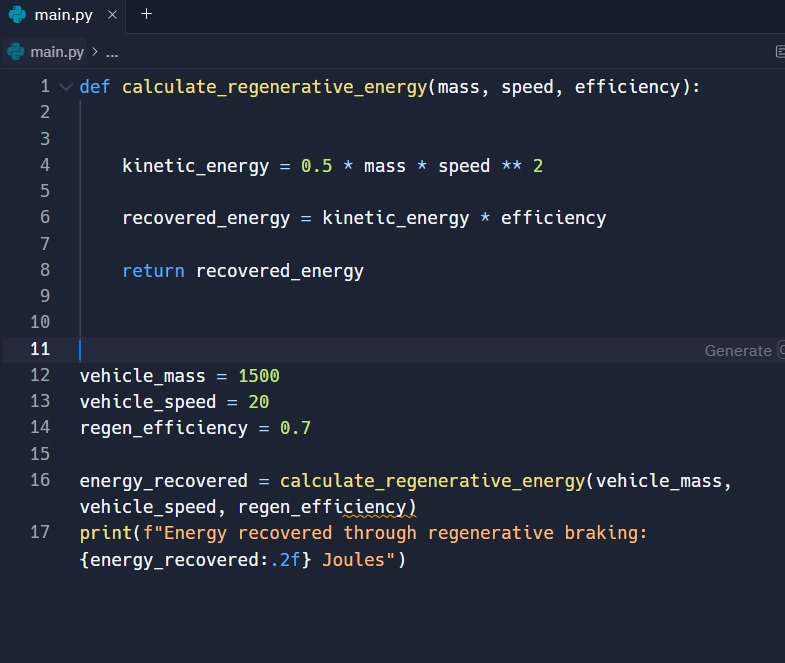 main.py × +
main.py > ...
1 def calculate_regenerative_energy(mass, speed, efficiency):
2
3
4 kinetic_energy = 0.5 * mass * speed ** 2
5
6 recovered_energy = kinetic_energy * efficiency
7
8 return recovered_energy
9
10
11 Generate
12 vehicle_mass = 1500
13 vehicle_speed = 20
14 regen_efficiency = 0.7
15
16 energy_recovered = calculate_regenerative_energy(vehicle_mass,
vehicle_speed, regen_efficiency)
17 print(f"Energy recovered through regenerative braking:
{energy_recovered:.2f} Joules")